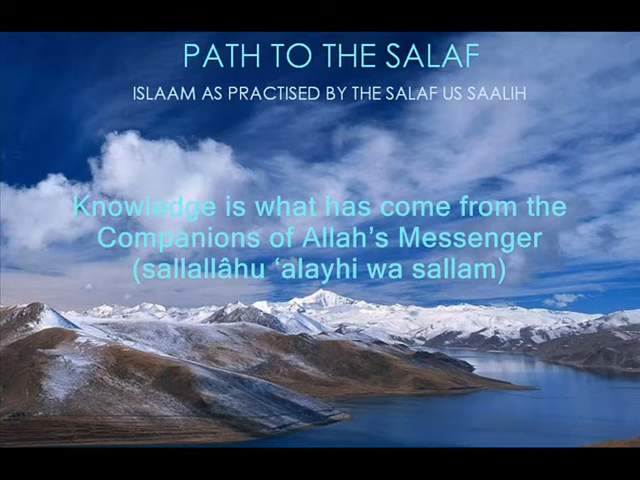 PATH TO THE SALAF
ISLAAM AS PRACTISED BY THE SALAF US SAALIH
Knowledge is what has come from the
Companions of Allah’s Messenger
(sallallâhu ‘alayhi wa sallam)